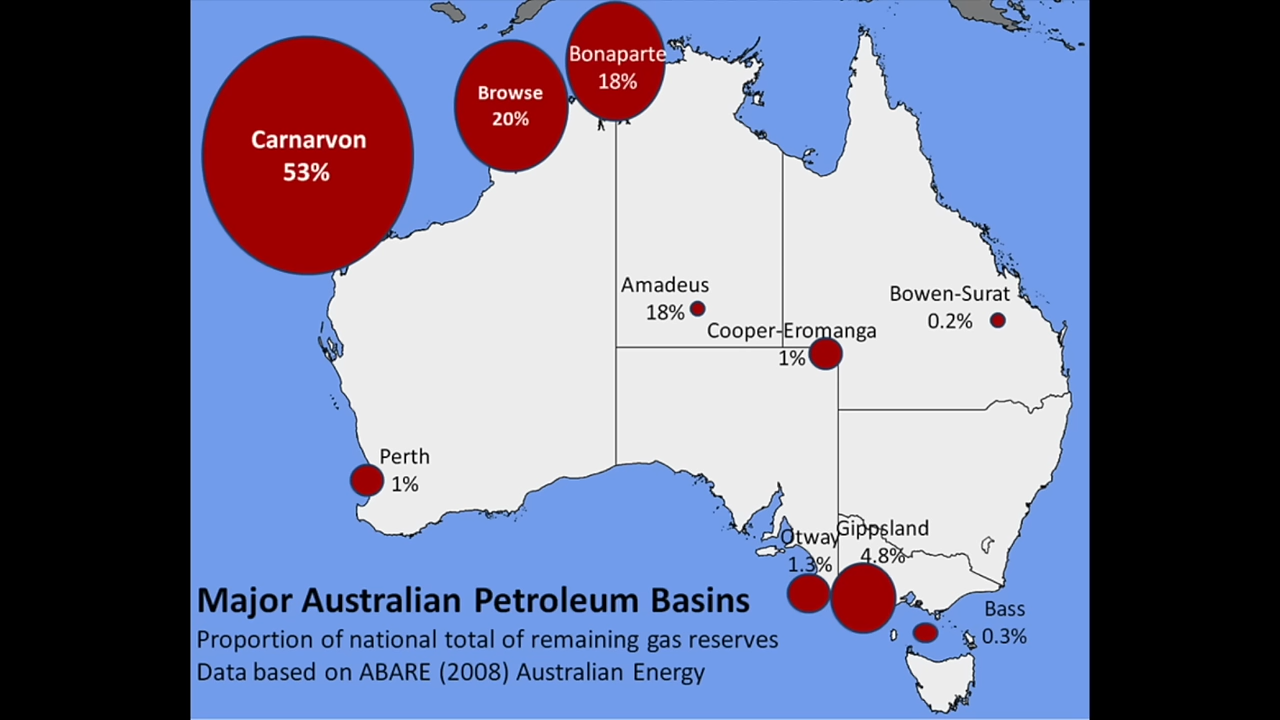 Bonaparte
18%
Browse
20%
Carnarvon
53%
Amadeus
18%
Bowen-Surat
0.2%
Cooper-Eromanga
1%
Perth
1%
Gippsland
4.8%
Otway
1.3%
Major Australian Petroleum Basins
Proportion of national total of remaining gas reserves
Data based on ABARE (2008) Australian Energy
Bass
0.3%